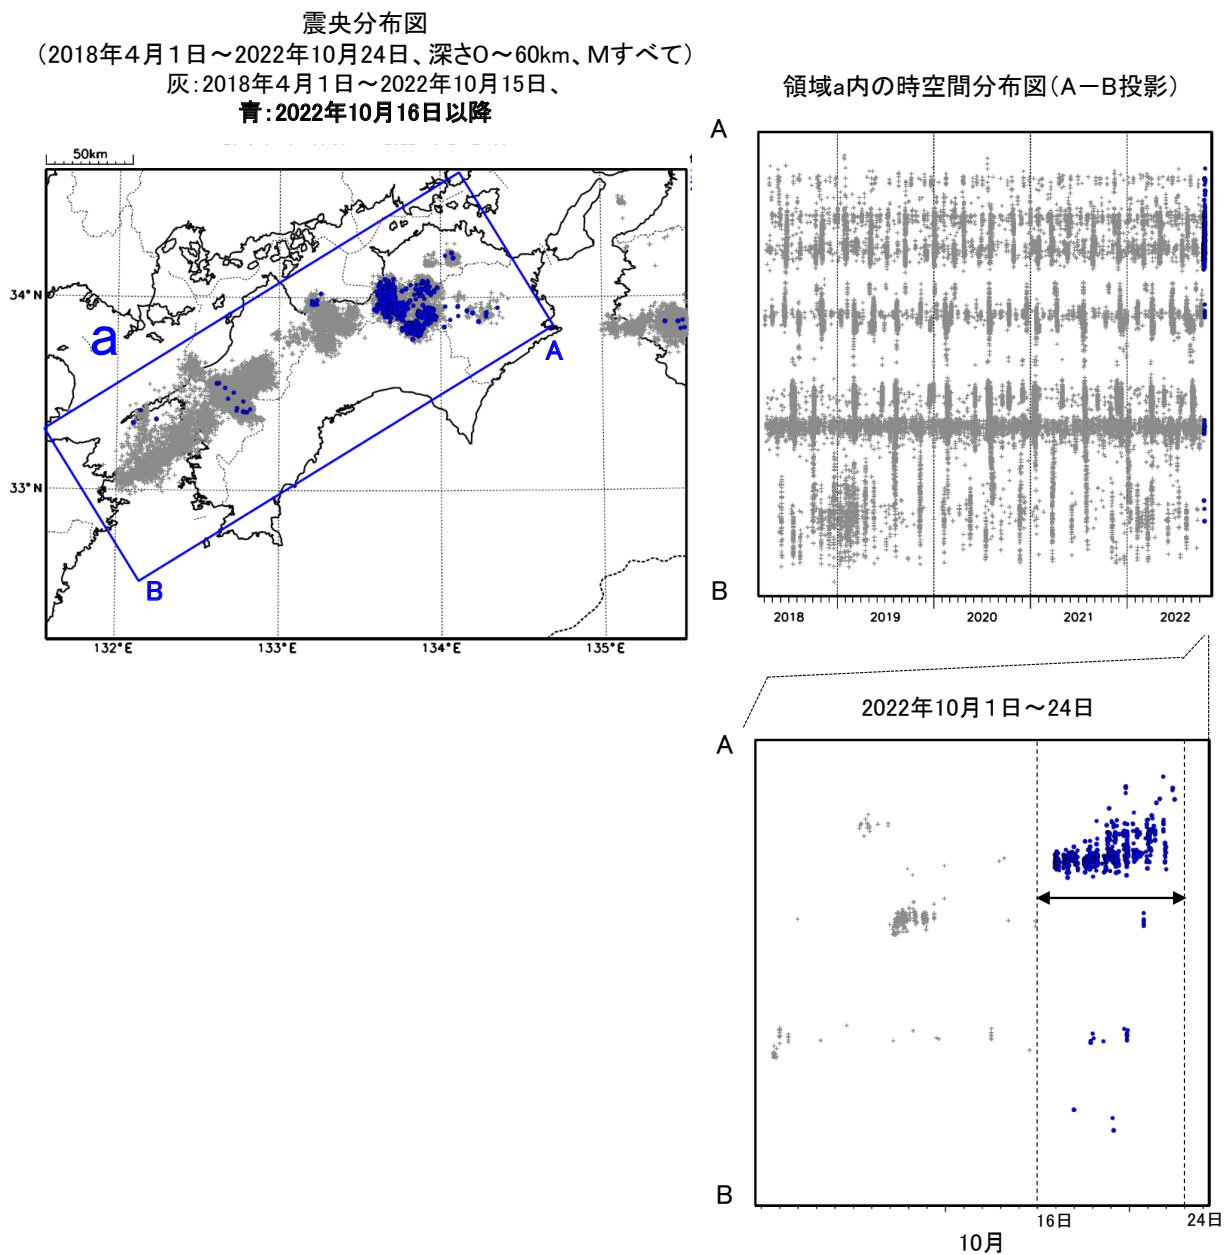 震央分布図
（2018年４月１日～2022年10月24日、深さ0～60km、Ｍすべて）
灰：2018年４月１日～2022年10月15日、
青：2022年10月16日以降
50km
34°N
33°N
132°E
133°E
134°E
135°E
a
A
B
領域a内の時空間分布図（A－B投影）
A
B
2018
2019
2020
2021
2022
2022年10月１日～24日
A
B
16日
24日
10月